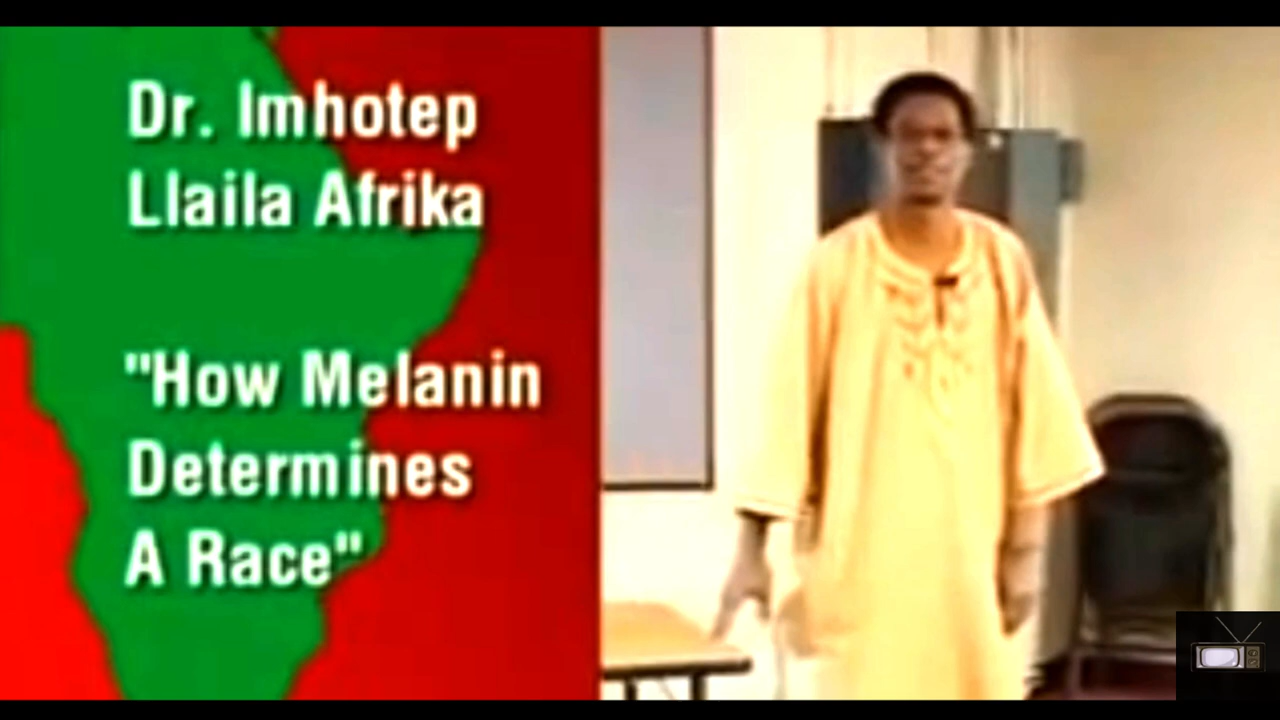 Dr. Imhotep
Llaila Afrika
"How Melanin
Determines
A Race"